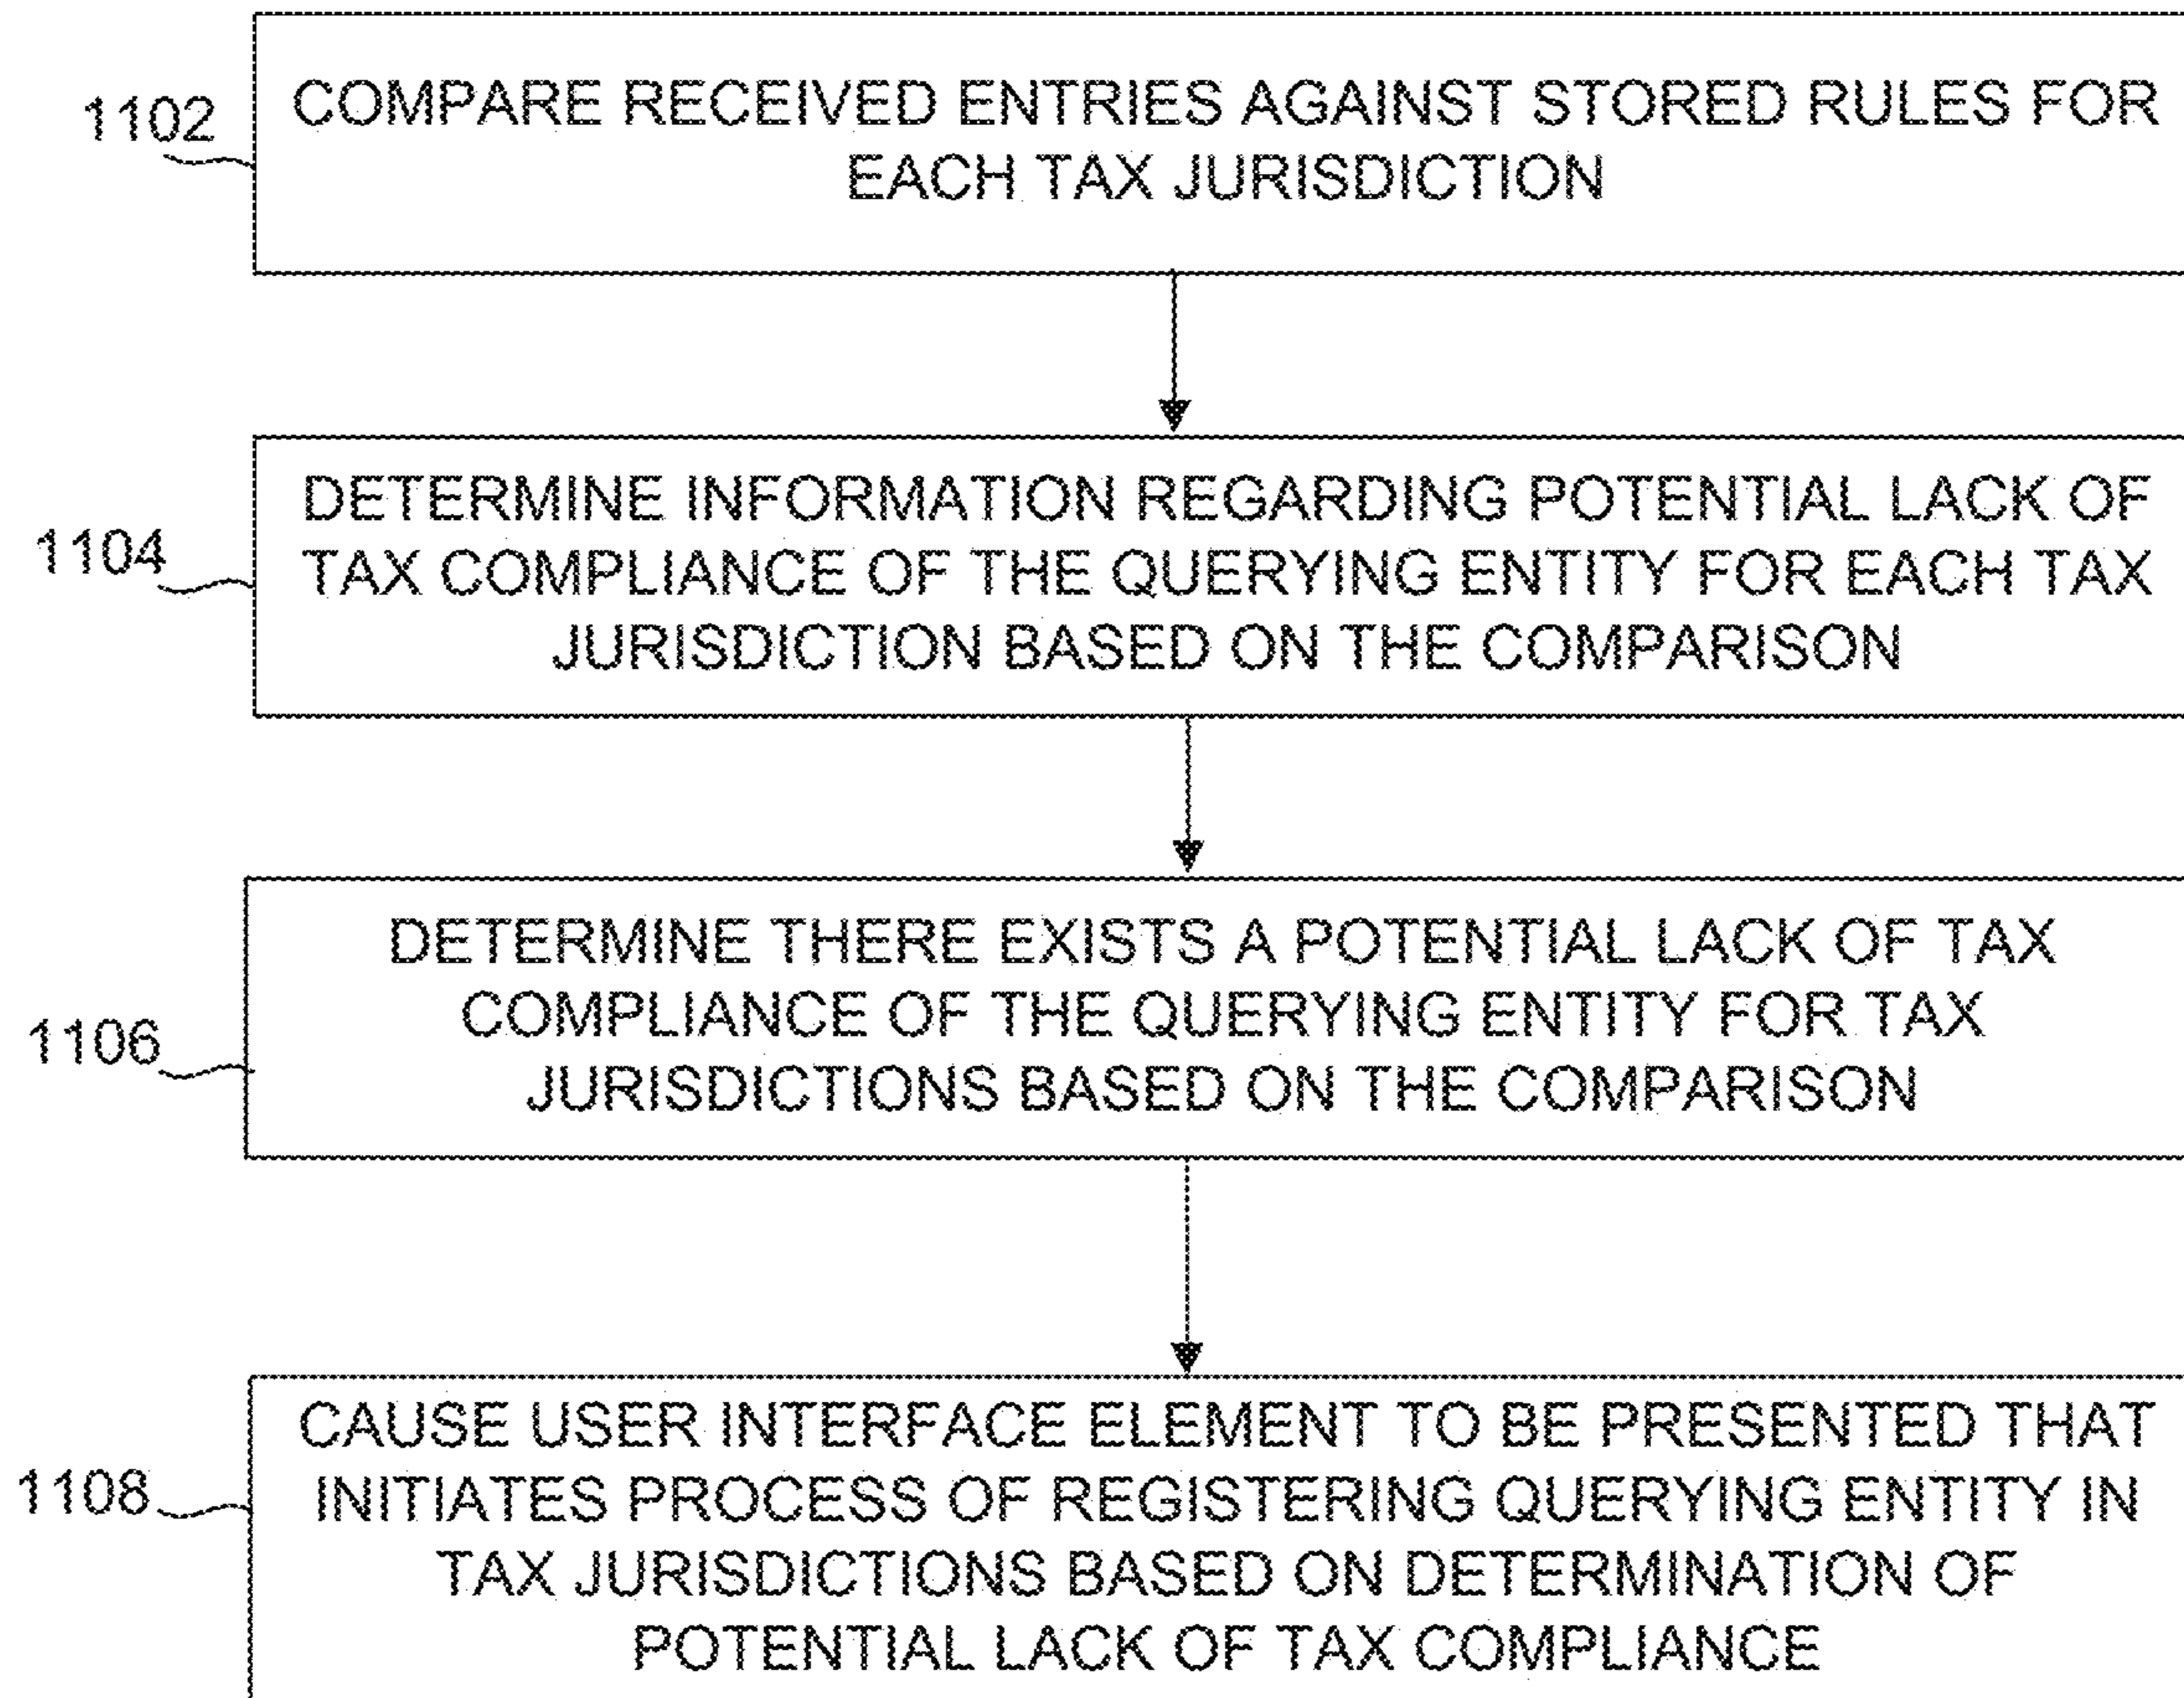 1102
COMPARE RECEIVED ENTRIES AGAINST STORED RULES FOR
EACH TAX JURISDICTION
1104
DETERMINE INFORMATION REGARDING POTENTIAL LACK OF
TAX COMPLIANCE OF THE QUERYING ENTITY FOR EACH TAX
JURISDICTION BASED ON THE COMPARISON
1106
DETERMINE THERE EXISTS A POTENTIAL LACK OF TAX
COMPLIANCE OF THE QUERYING ENTITY FOR TAX
JURISDICTIONS BASED ON THE COMPARISON
1108
CAUSE USER INTERFACE ELEMENT TO BE PRESENTED THAT
INITIATES PROCESS OF REGISTERING QUERYING ENTITY IN
TAX JURISDICTIONS BASED ON DETERMINATION OF
POTENTIAL LACK OF TAX COMPLIANCE